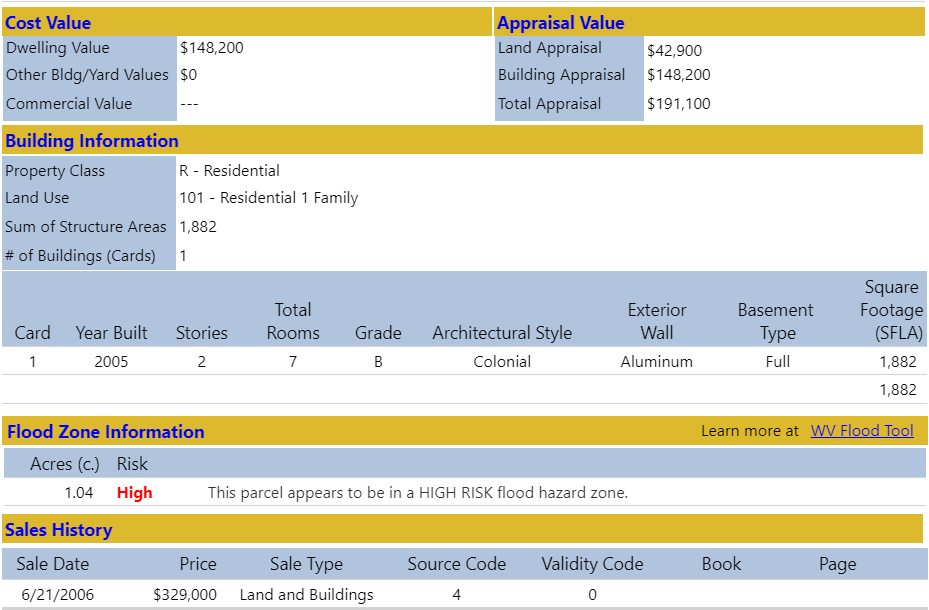 Cost Value
Appraisal Value
Dwelling Value $148,200
Land Appraisal $42,900
Other Bldg/Yard Values $0
Building Appraisal $148,200
Commercial Value ---
Total Appraisal $191,100
Building Information
Property Class R - Residential
Land Use 101 - Residential 1 Family
Sum of Structure Areas 1,882
# of Buildings (Cards) 1
Card Year Built Stories Total Rooms Grade Architectural Style Exterior Wall Basement Type Square Footage (SFLA)
1 2005 2 7 B Colonial Aluminum Full 1,882
1,882
Flood Zone Information Learn more at WV Flood Tool
Acres (c.) Risk
1.04 High This parcel appears to be in a HIGH RISK flood hazard zone.
Sales History
Sale Date Price Sale Type Source Code Validity Code Book Page
6/21/2006 $329,000 Land and Buildings 4 0